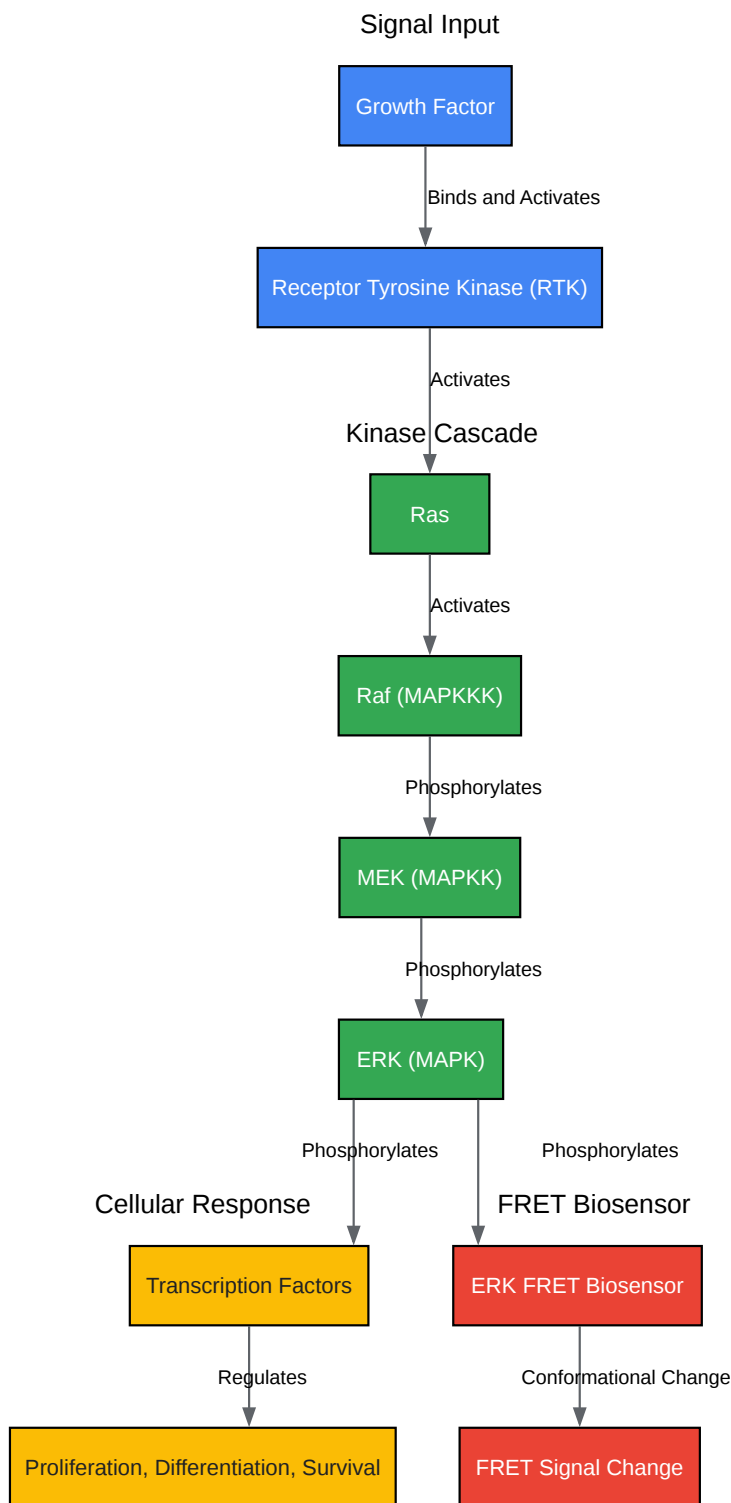 Signal Input
Growth Factor
Binds and Activates
Receptor Tyrosine Kinase (RTK)
Activates
Kinase Cascade
Ras
Activates
Raf (MAPKKK)
Phosphorylates
MEK (MAPKK)
Phosphorylates
ERK (MAPK)
Phosphorylates
Phosphorylates
Cellular Response
FRET Biosensor
Transcription Factors
ERK FRET Biosensor
Regulates
Conformational Change
Proliferation, Differentiation, Survival
FRET Signal Change